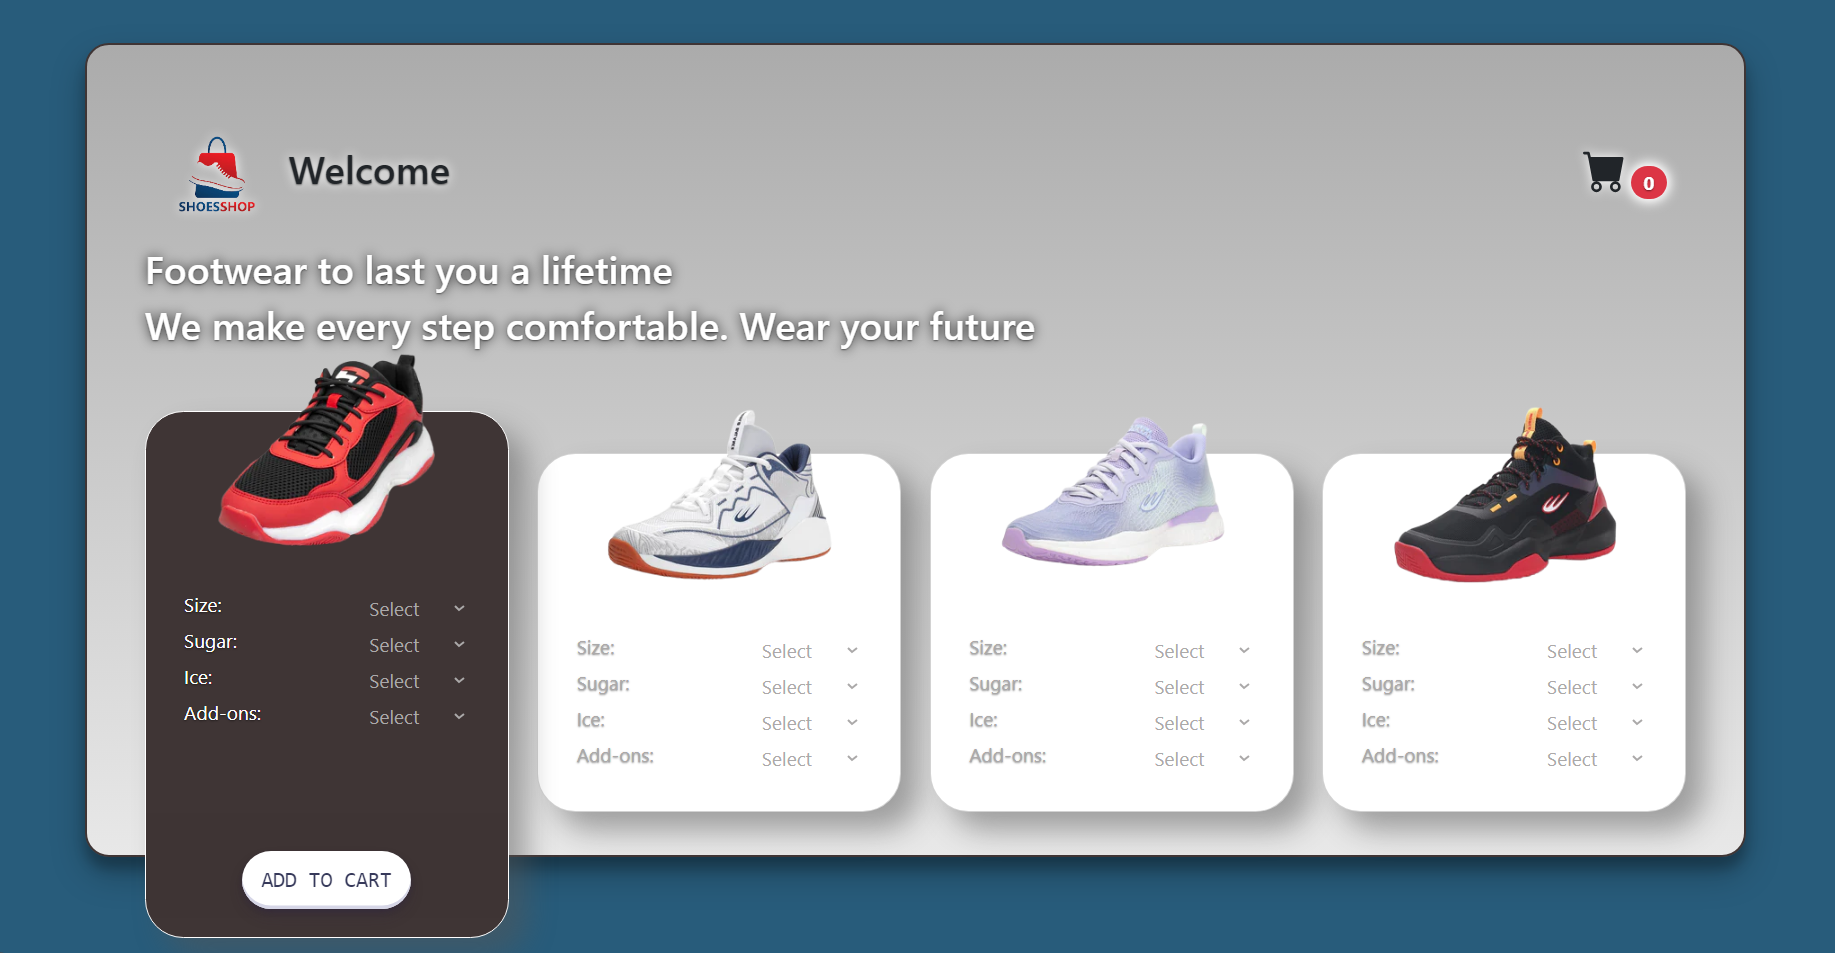 SHOESSHOP
Welcome
0
Footwear to last you a lifetime
We make every step comfortable. Wear your future
Size: Select
Sugar: Select
Ice: Select
Add-ons: Select
ADD TO CART
Size: Select
Sugar: Select
Ice: Select
Add-ons: Select
Size: Select
Sugar: Select
Ice: Select
Add-ons: Select
Size: Select
Sugar: Select
Ice: Select
Add-ons: Select